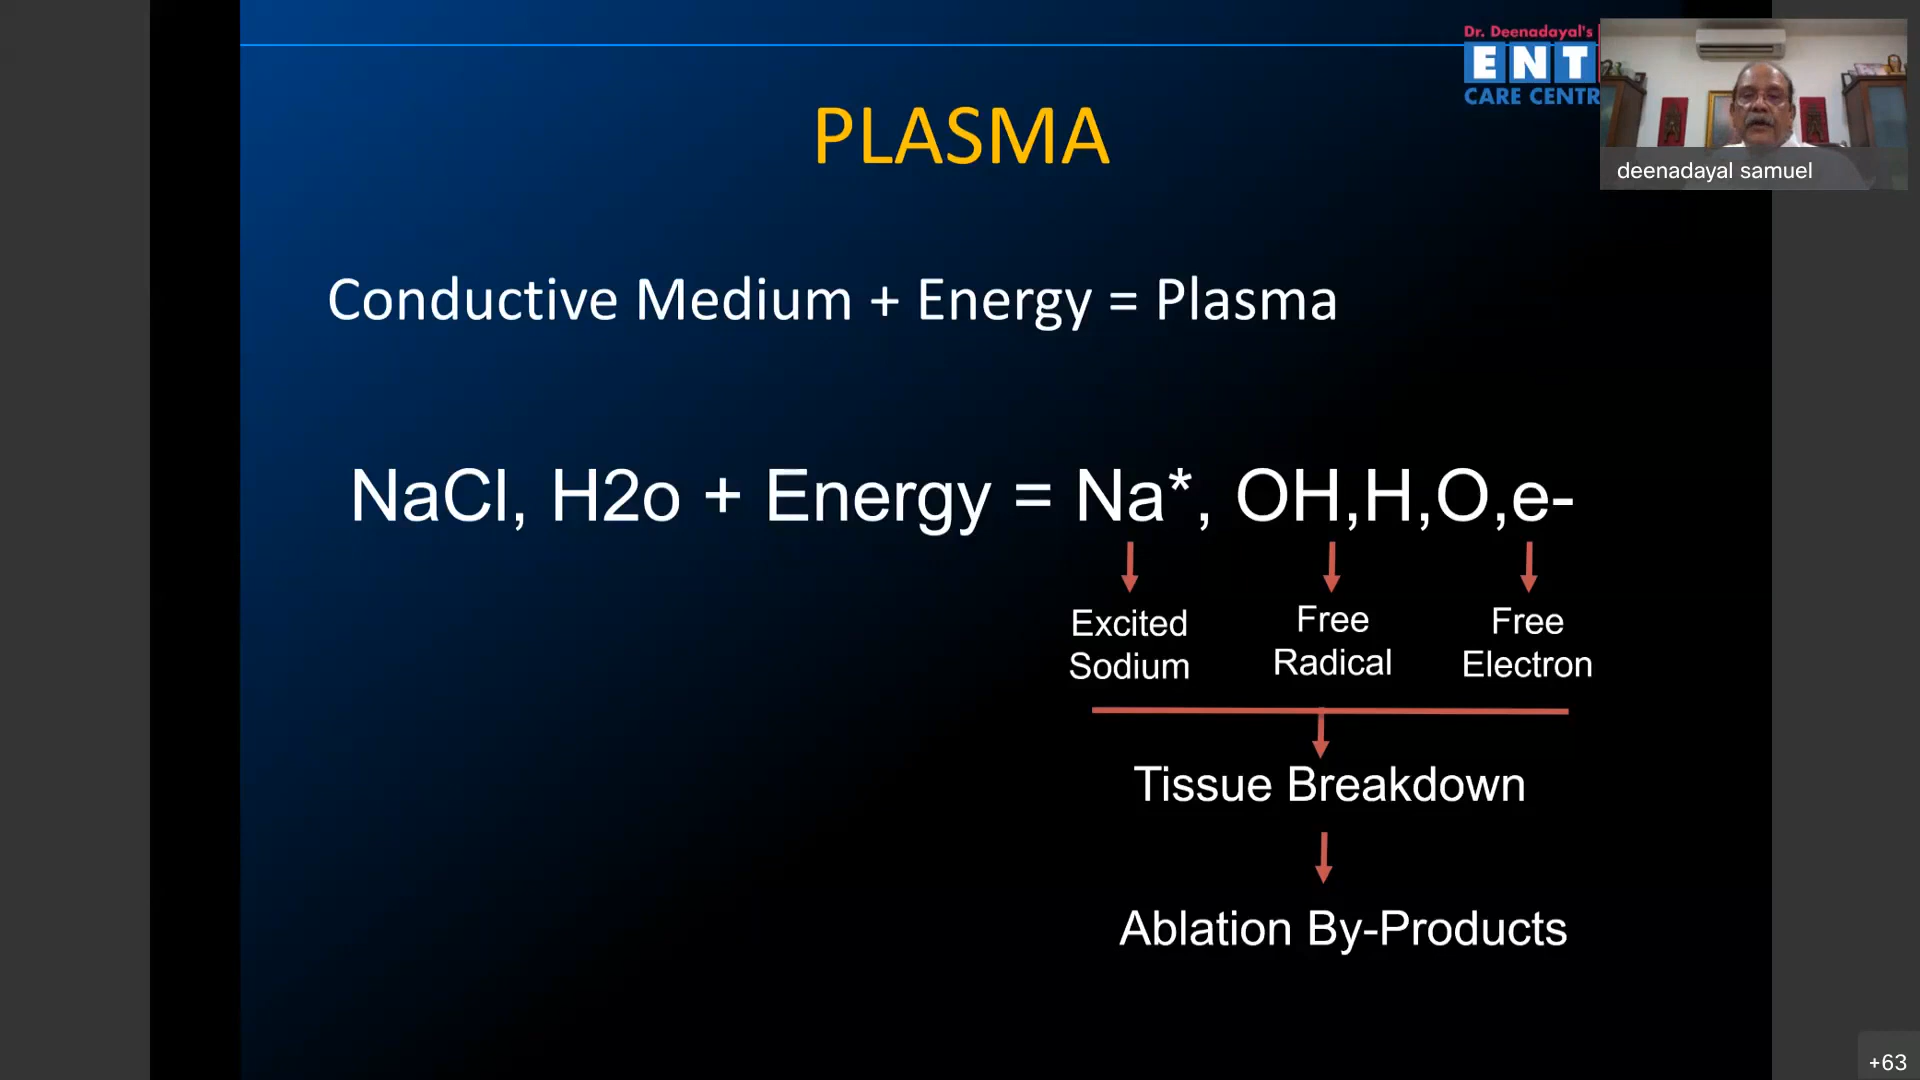 Dr. Deenadayal's
ENT
CARE CENTR
deenadayal samuel
PLASMA
Conductive Medium + Energy = Plasma
NaCl, H2o + Energy = Na*, OH,H,O,e-
Excited
Sodium
Free
Radical
Free
Electron
Tissue Breakdown
Ablation By-Products
+63